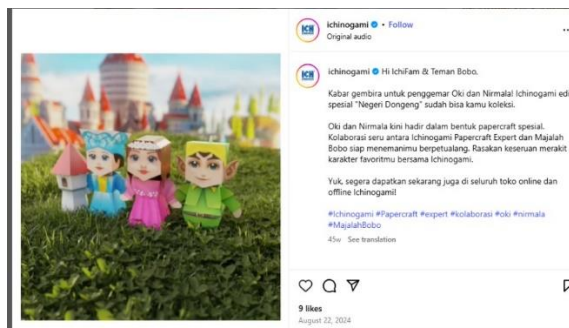 ichinogami • Follow
Original audio
ichinogami Hi IchiFam & Teman Bobo,
Kabar gembira untuk penggemar Oki dan Nirmala! Ichinogami edi
spesial "Negeri Dongeng" sudah bisa kamu koleksi.
Oki dan Nirmala kini hadir dalam bentuk papercraft spesial.
Kolaborasi seru antara Ichinogami Papercraft Expert dan Majalah
Bobo siap menemanimu berpetualang. Rasakan keseruan merakit
karakter favoritmu bersama Ichinogami.
Yuk, segera dapatkan sekarang juga di seluruh toko online dan
offline Ichinogami!
#Ichinogami #Papercraft #expert #kolaborasi #oki #nirmala
#MajalahBobo
45w See translation
9 likes
August 22, 2024